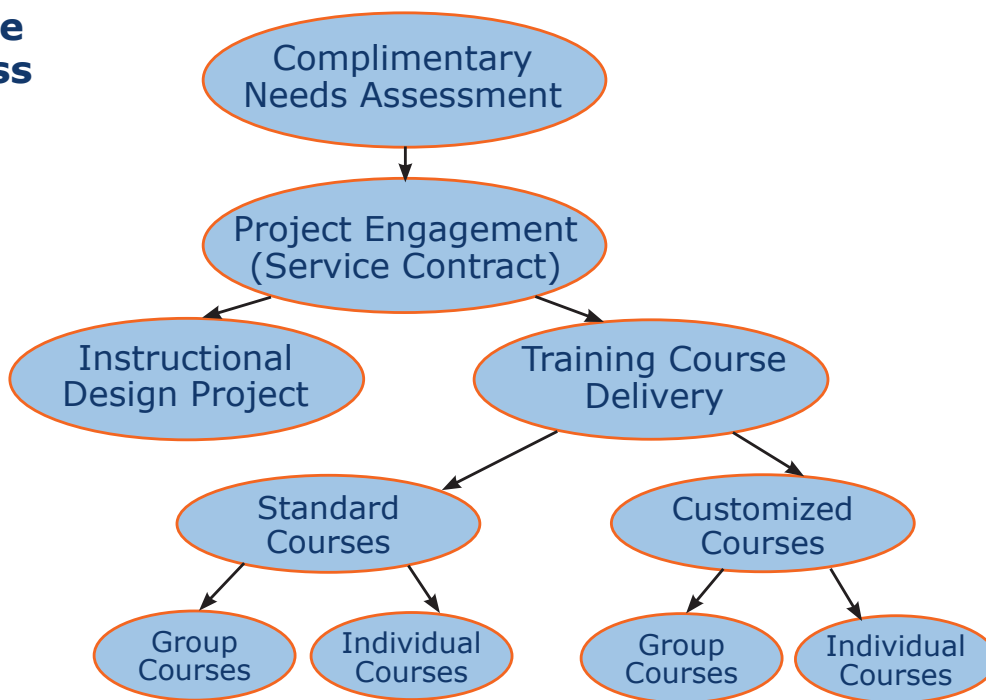 Complimentary
Needs Assessment
Project Engagement
(Service Contract)
Instructional
Design Project
Training Course
Delivery
Standard
Courses
Customized
Courses
Group
Courses
Individual
Courses
Group
Courses
Individual
Courses